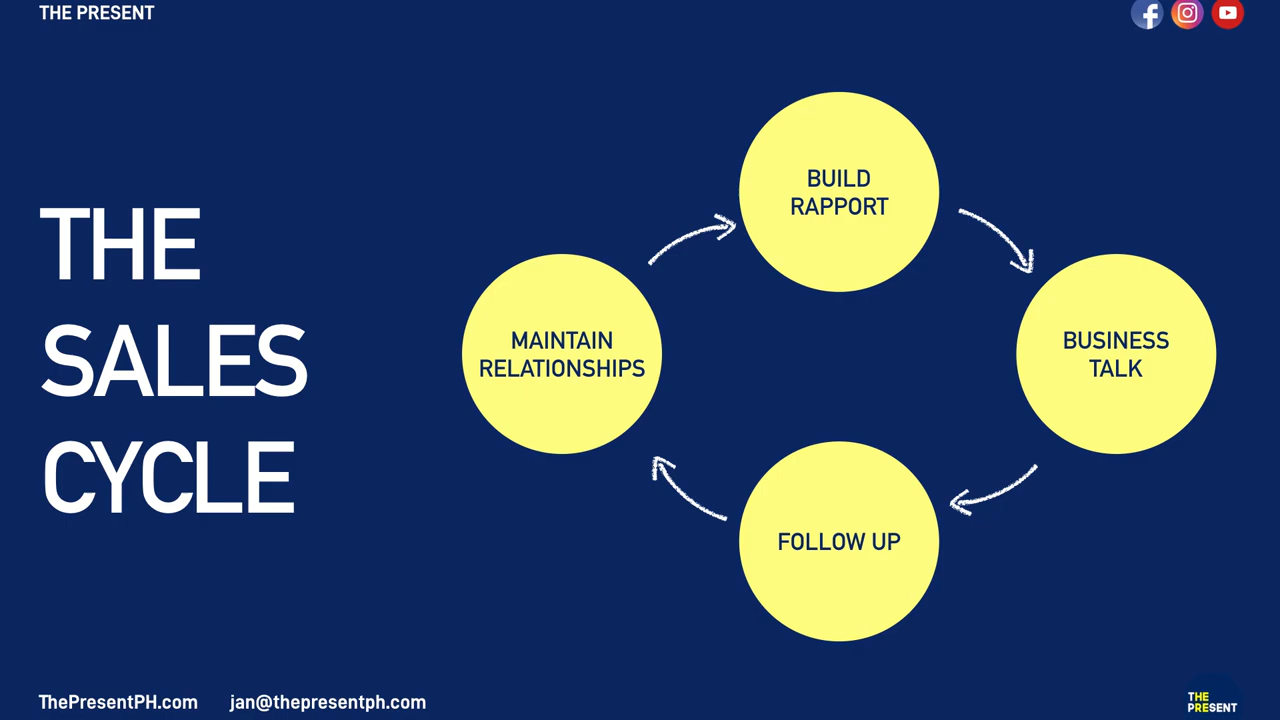 THE PRESENT
THE
SALES
CYCLE
BUILD
RAPPORT
BUSINESS
TALK
FOLLOW UP
MAINTAIN
RELATIONSHIPS
ThePresentPH.com
jan@thepresentph.com
THE
PRESENT